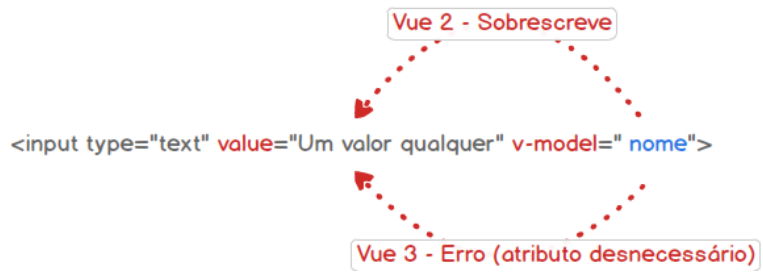 Vue 2 - Sobrescreve
<input type="text" value="Um valor qualquer" v-model=" nome">
Vue 3 - Erro (atributo desnecessário)